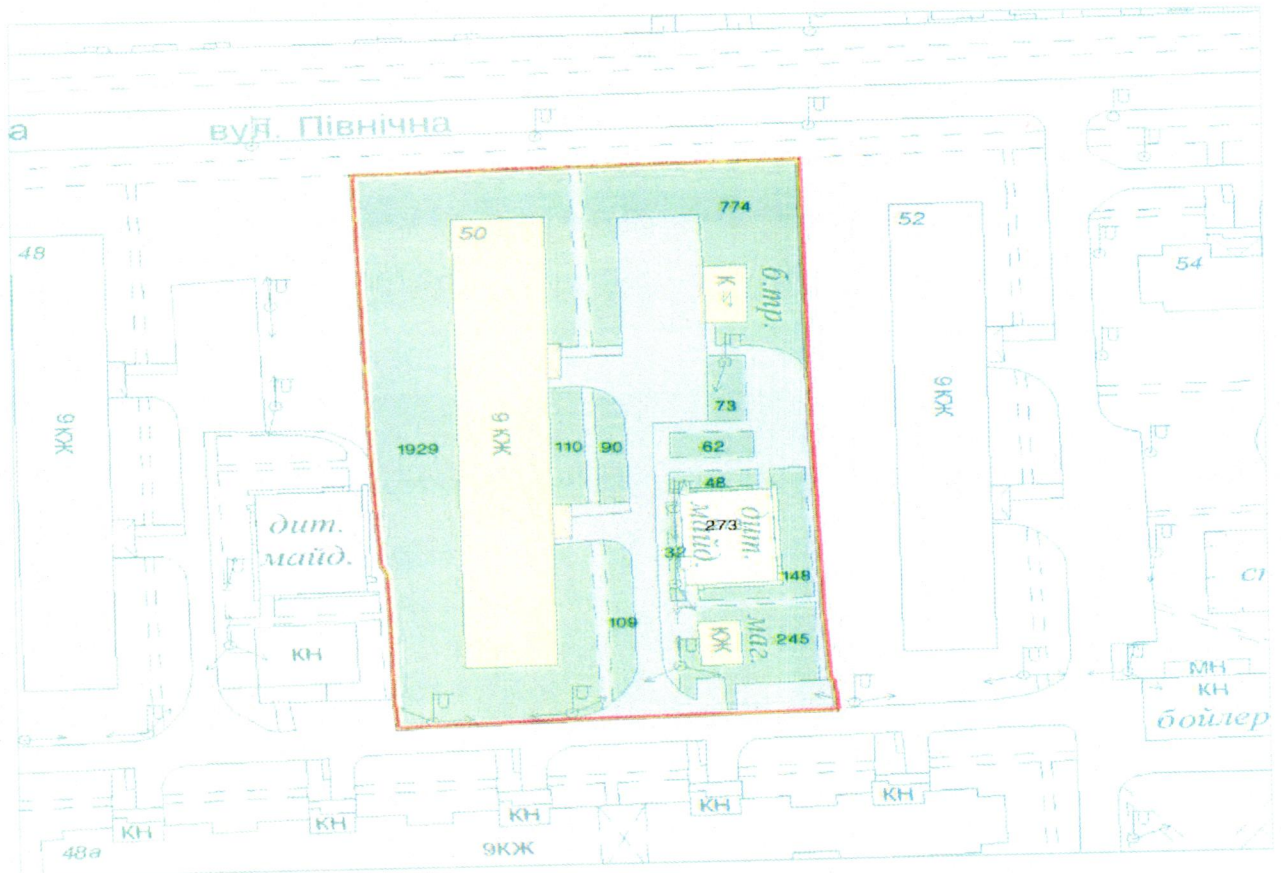 а
вул. Північна
774
50
52
48
54
К
б.тр.
73
9 КЖ
9 КЖ
9 КЖ
1929
110
90
62
48
273
дит.
майд.
дит.
майд.
32
148
109
маг.
КЖ
245
КН
МН
КН
бойлер
КН
КН
КН
КН
КН
48а
9КЖ